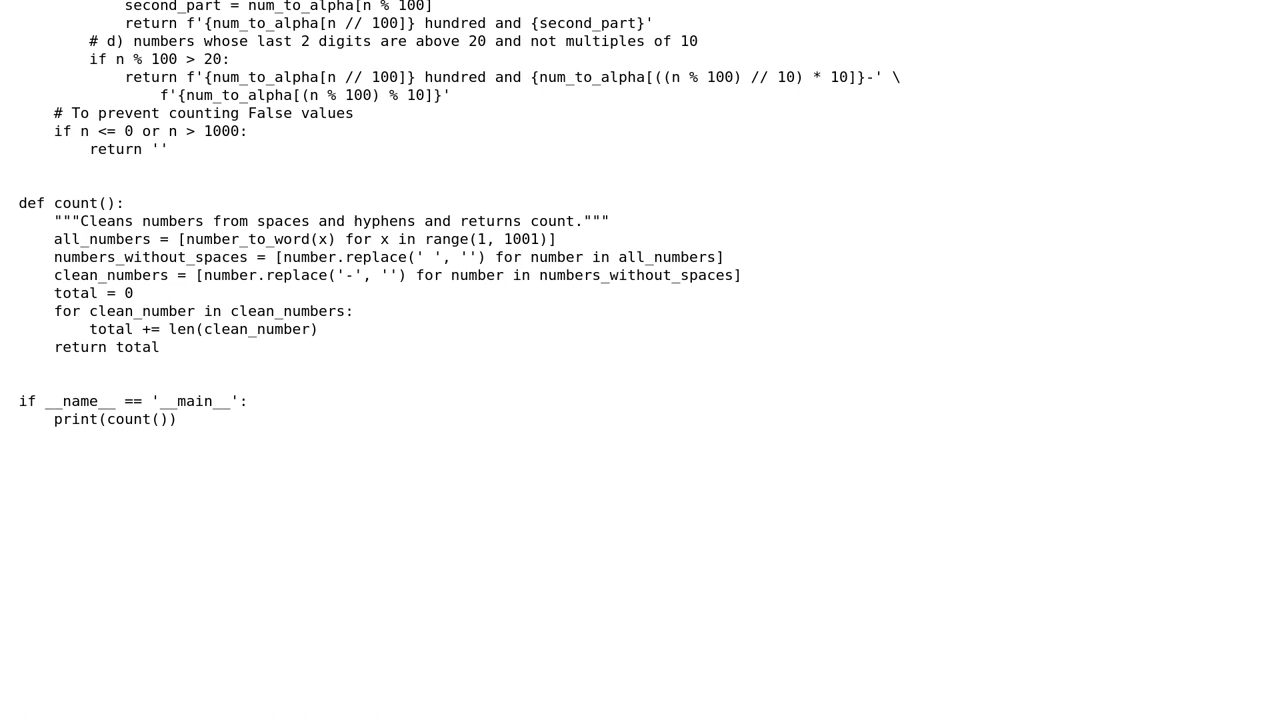 second_part = num_to_alpha[n % 100]
            return f'{num_to_alpha[n // 100]} hundred and {second_part}'
        # d) numbers whose last 2 digits are above 20 and not multiples of 10
        if n % 100 > 20:
            return f'{num_to_alpha[n // 100]} hundred and {num_to_alpha[((n % 100) // 10) * 10]}-' \
                f'{num_to_alpha[(n % 100) % 10]}'
    # To prevent counting False values
    if n <= 0 or n > 1000:
        return ''


def count():
    """Cleans numbers from spaces and hyphens and returns count."""
    all_numbers = [number_to_word(x) for x in range(1, 1001)]
    numbers_without_spaces = [number.replace(' ', '') for number in all_numbers]
    clean_numbers = [number.replace('-', '') for number in numbers_without_spaces]
    total = 0
    for clean_number in clean_numbers:
        total += len(clean_number)
    return total


if __name__ == '__main__':
    print(count())